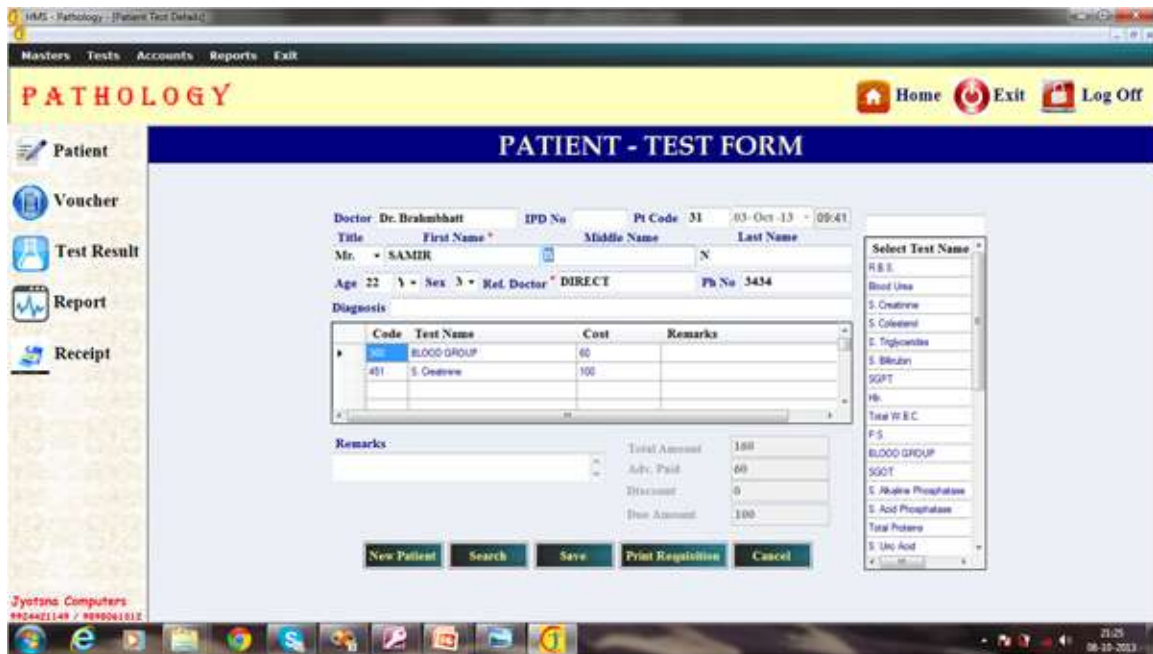 HMS - Pathology - [Patient Test Details]
Masters Tests Accounts Reports Exit
PATHOLOGY
Home Exit Log Off
Patient
Voucher
Test Result
Report
Receipt
PATIENT - TEST FORM
Doctor Dr. Brahmbhatt IPD No Pt Code 31 03-Oct-13 09:41
Title First Name * Middle Name Last Name
Mr. SAMIR N
Age 22 Sex Ref. Doctor * DIRECT Ph No 3434
Diagnosis
Code Test Name Cost Remarks
BLOOD GROUP 60
451 S. Creatinine 100
Remarks
Total Amount 160
Adv. Paid 60
Discount 0
Due Amount 100
New Patient Search Save Print Requisition Cancel
Select Test Name
R.B.S.
Blood Urea
S. Creatinine
S. Colesterol
S. Triglycerides
S. Bilirubin
SGPT
Hb.
Total W.B.C.
P.S.
BLOOD GROUP
SGOT
S. Alkaline Phosphatase
S. Acid Phosphatase
Total Proteins
S. Uric Acid
Jyotsna Computers
21:25
06-10-2013